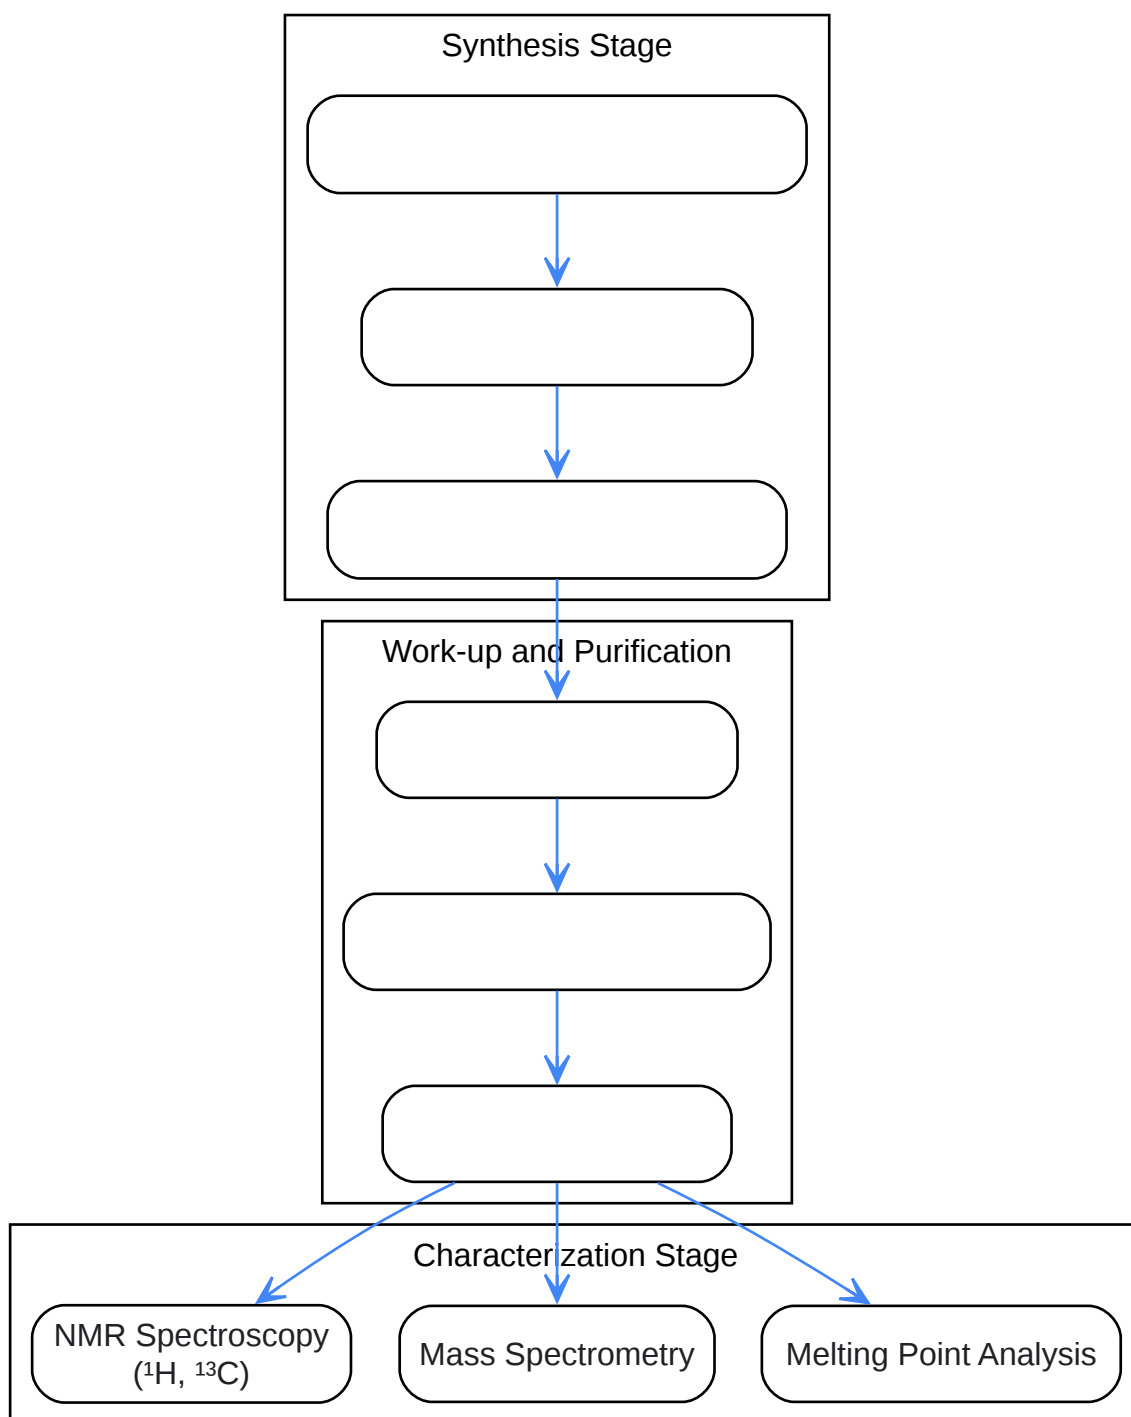 Synthesis Stage
Work-up and Purification
Characterization Stage
NMR Spectroscopy
(¹H, ¹³C)
Mass Spectrometry
Melting Point Analysis